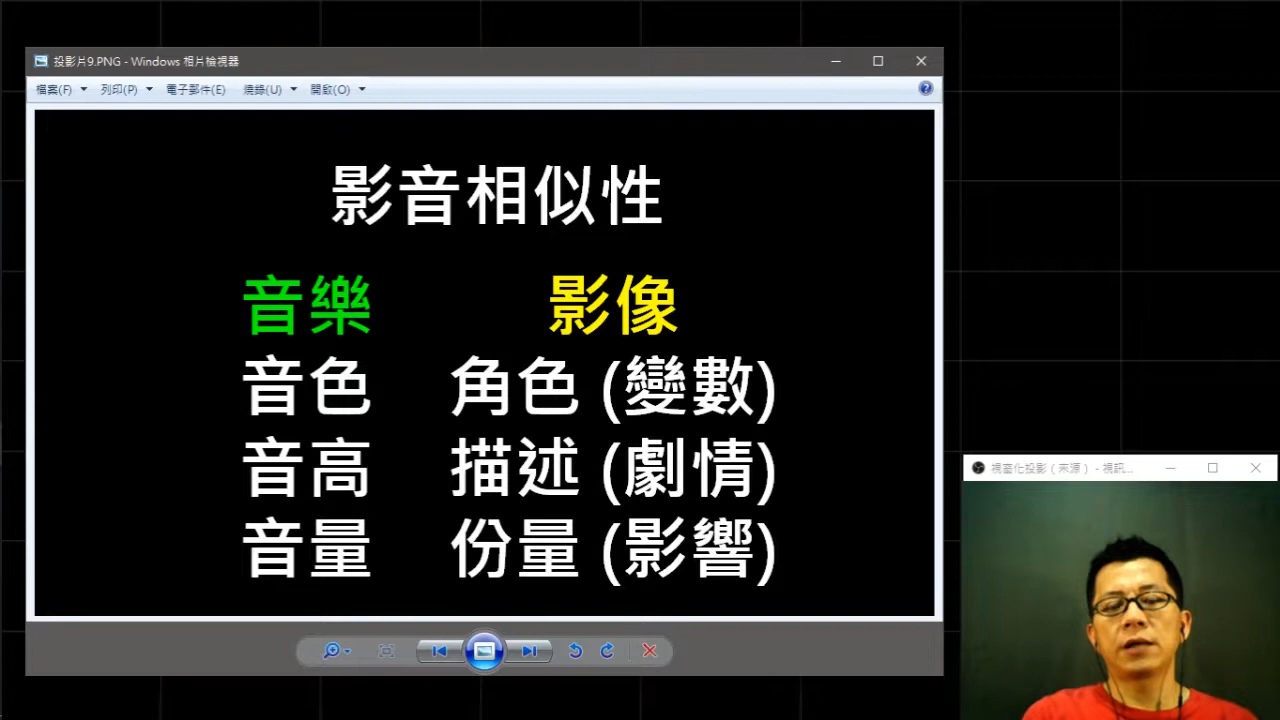 投影片9.PNG - Windows 相片檢視器
檔案(F) 列印(P) 電子郵件(E) 燒錄(U) 開啟(O)
影音相似性
音樂 影像
音色 角色 (變數)
音高 描述 (劇情)
音量 份量 (影響)
視窗化投影（來源） - 視訊...